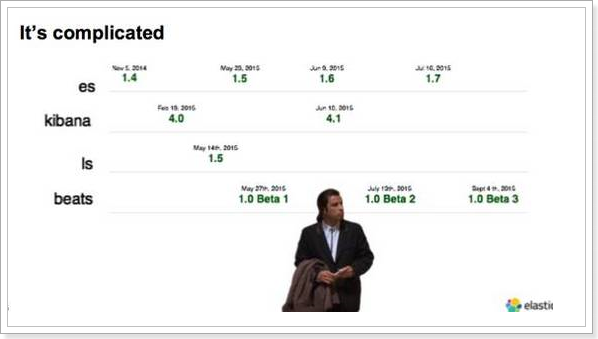 It's complicated
Nov 5, 2014 May 23, 2015 Jun 9, 2015 Jul 16, 2015
es 1.4 1.5 1.6 1.7
Feb 19, 2015 Jun 10, 2015
kibana 4.0 4.1
May 14th, 2015
ls 1.5
May 27th, 2015 July 13th, 2015 Sept 4 th, 2015
beats 1.0 Beta 1 1.0 Beta 2 1.0 Beta 3
elastic